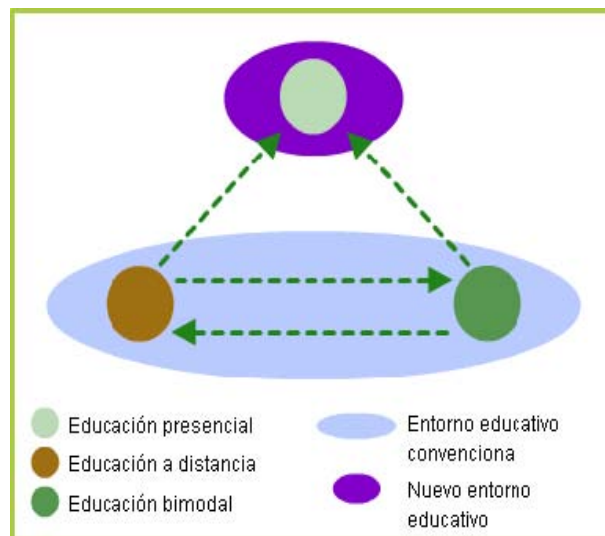 Educación presencial
Educación a distancia
Educación bimodal
Entorno educativo
convenciona
Nuevo entorno
educativo